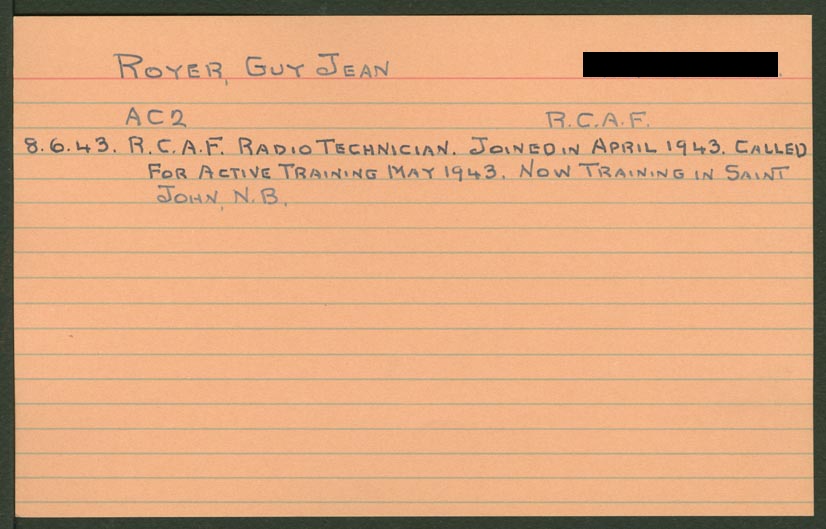 ROYER, GUY JEAN
AC2 R.C.A.F.
8.6.43. R.C.A.F. RADIO TECHNICIAN. JOINED IN APRIL 1943. CALLED
FOR ACTIVE TRAINING MAY 1943. NOW TRAINING IN SAINT
JOHN, N.B.